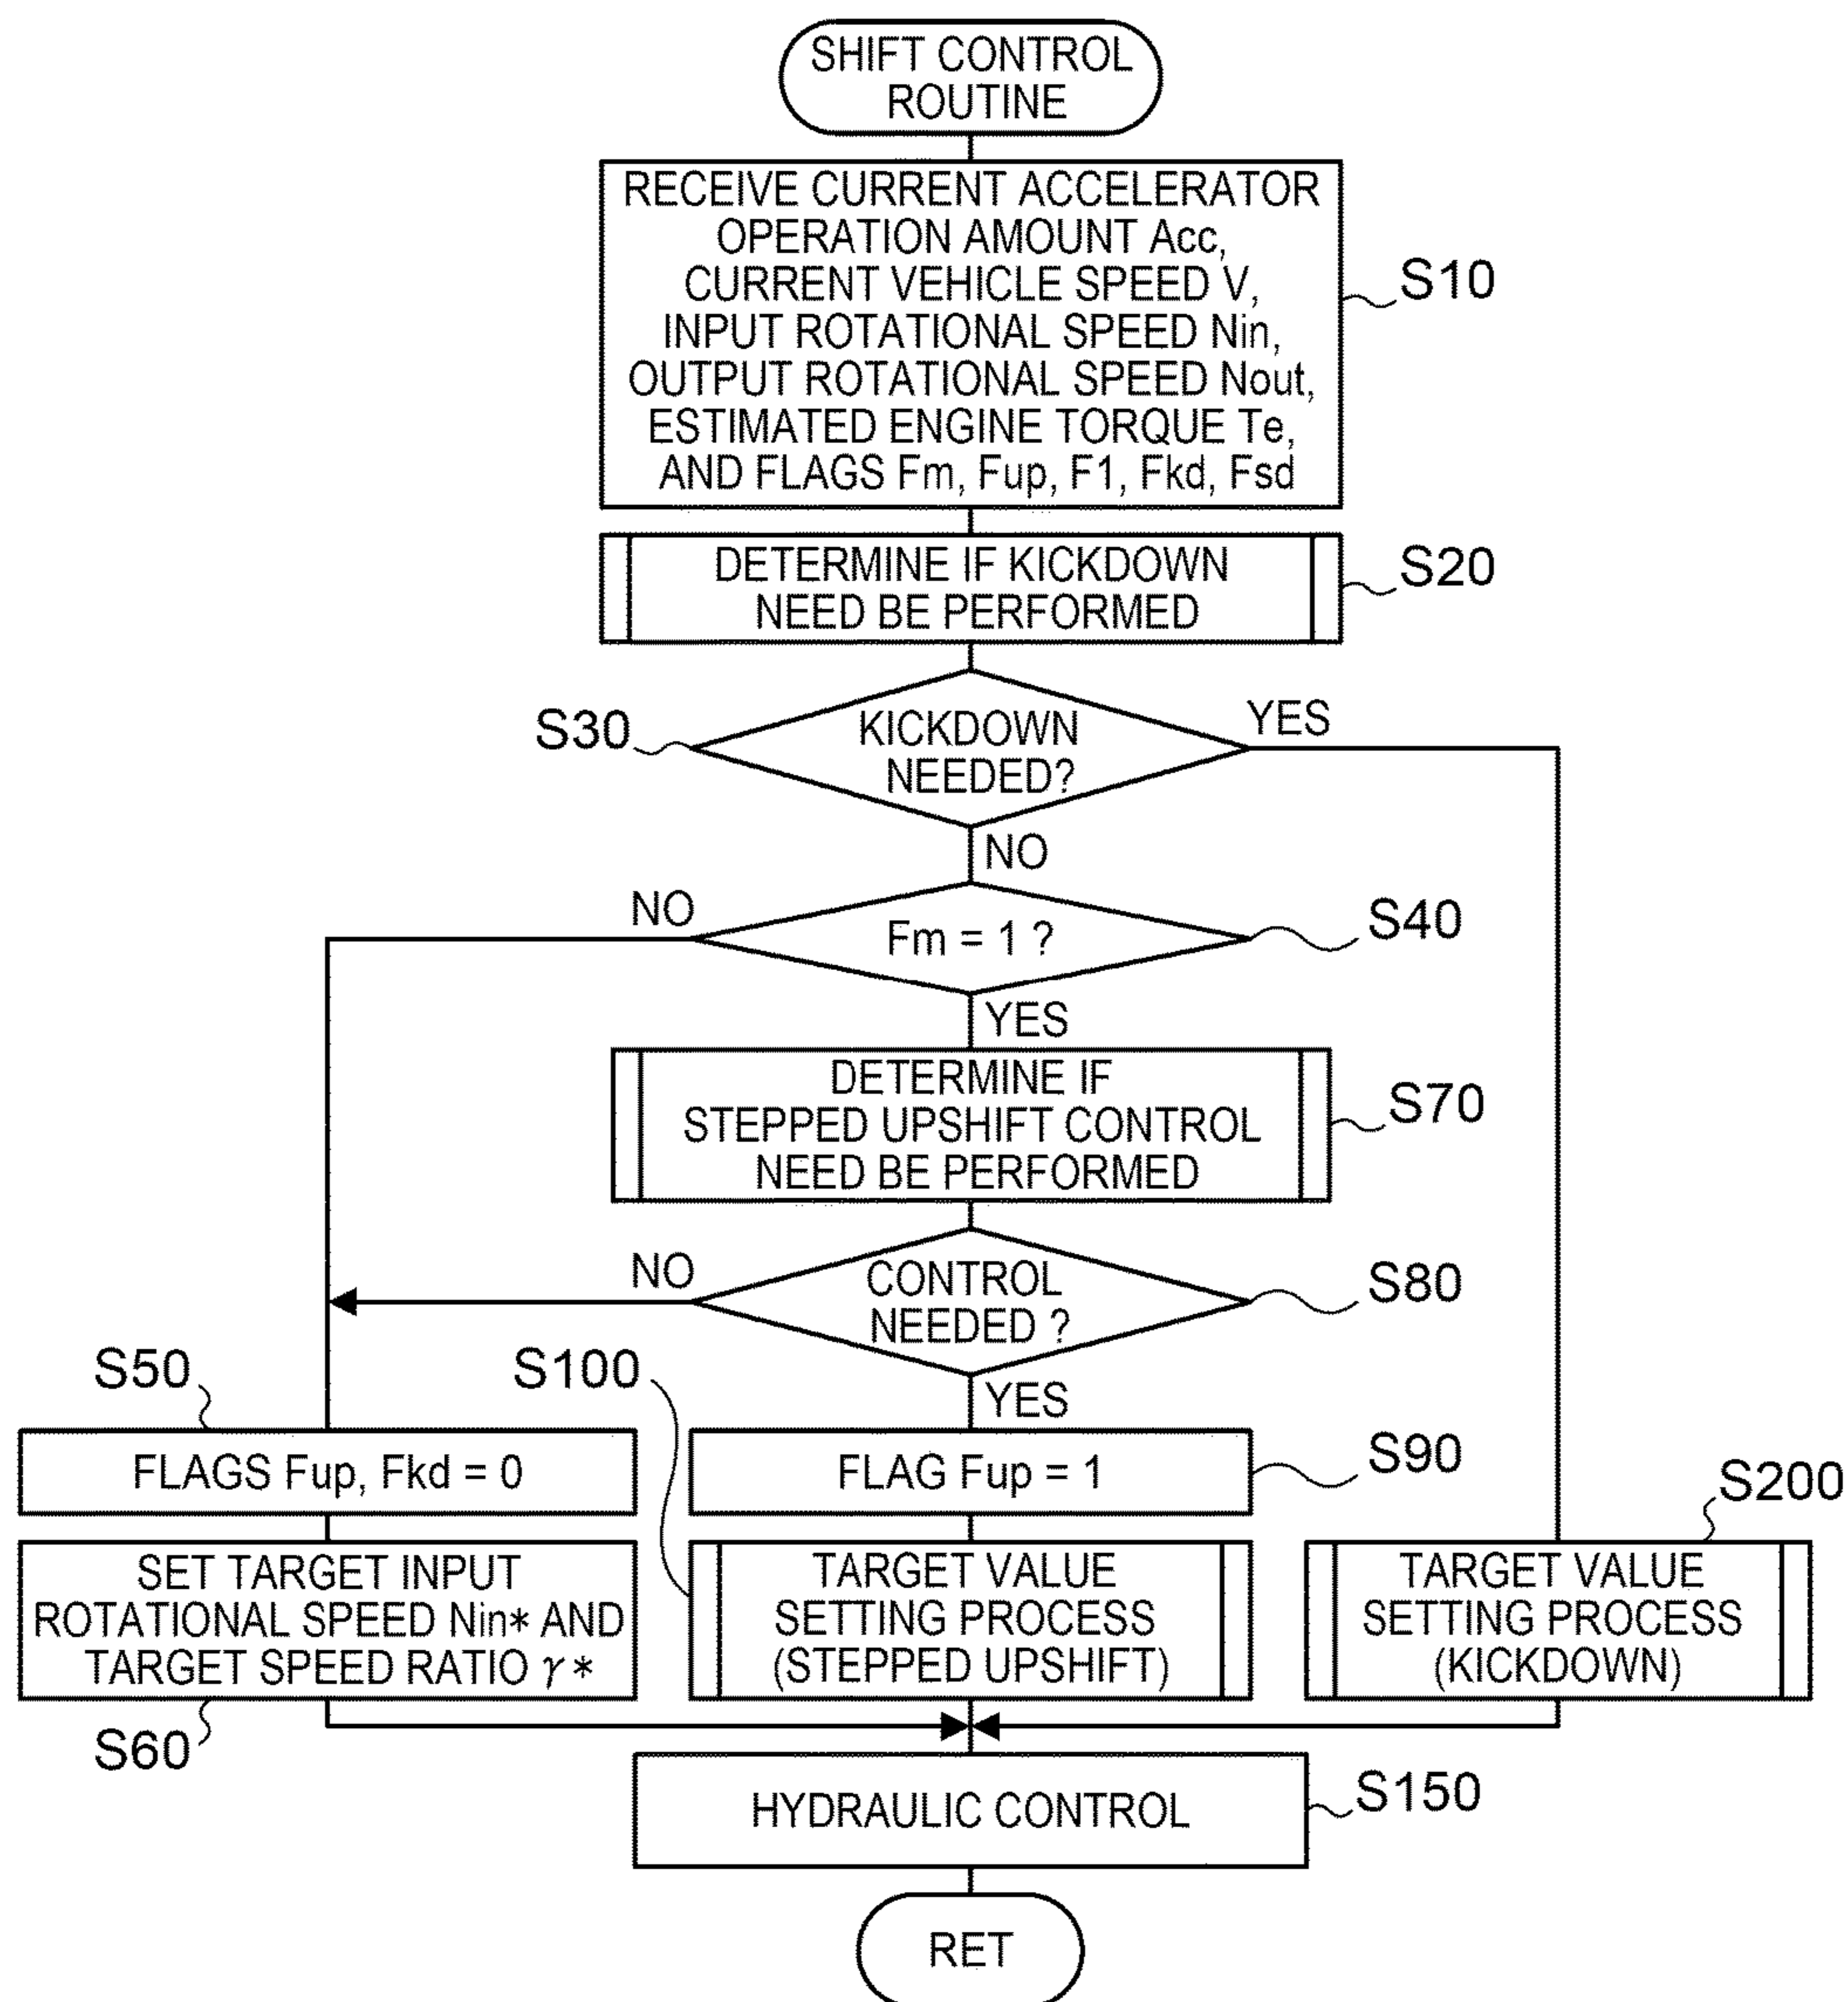 SHIFT CONTROL
ROUTINE
RECEIVE CURRENT ACCELERATOR
OPERATION AMOUNT Acc,
CURRENT VEHICLE SPEED V,
INPUT ROTATIONAL SPEED Nin,
OUTPUT ROTATIONAL SPEED Nout,
ESTIMATED ENGINE TORQUE Te,
AND FLAGS Fm, Fup, F1, Fkd, Fsd
S10
DETERMINE IF KICKDOWN
NEED BE PERFORMED
S20
S30
KICKDOWN
NEEDED?
YES
NO
NO
Fm = 1 ?
S40
YES
DETERMINE IF
STEPPED UPSHIFT CONTROL
NEED BE PERFORMED
S70
NO
CONTROL
NEEDED ?
S80
YES
S50
FLAGS Fup, Fkd = 0
S100
FLAG Fup = 1
S90
S200
SET TARGET INPUT
ROTATIONAL SPEED Nin* AND
TARGET SPEED RATIO γ*
S60
TARGET VALUE
SETTING PROCESS
(STEPPED UPSHIFT)
TARGET VALUE
SETTING PROCESS
(KICKDOWN)
HYDRAULIC CONTROL
S150
RET